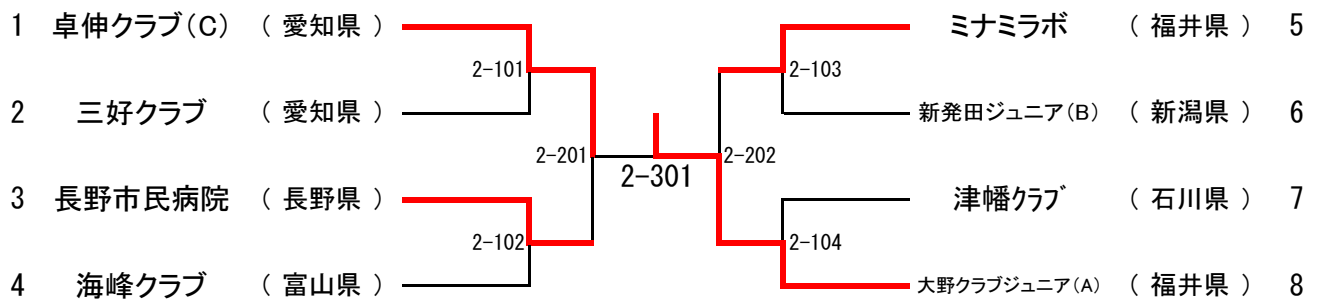 1 卓伸クラブ(C) ( 愛知県 )
2 三好クラブ ( 愛知県 )
3 長野市民病院 ( 長野県 )
4 海峰クラブ ( 富山県 )
2-101
2-102
2-201
2-301
2-202
2-103
2-104
ミナミラボ ( 福井県 ) 5
新発田ジュニア(B) ( 新潟県 ) 6
津幡クラブ ( 石川県 ) 7
大野クラブジュニア(A) ( 福井県 ) 8